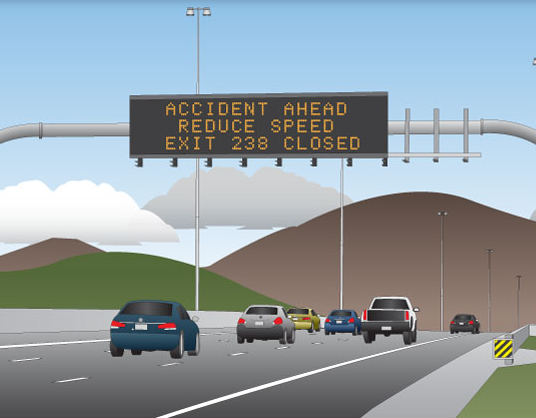 ACCIDENT AHEAD
REDUCE SPEED
EXIT 238 CLOSED